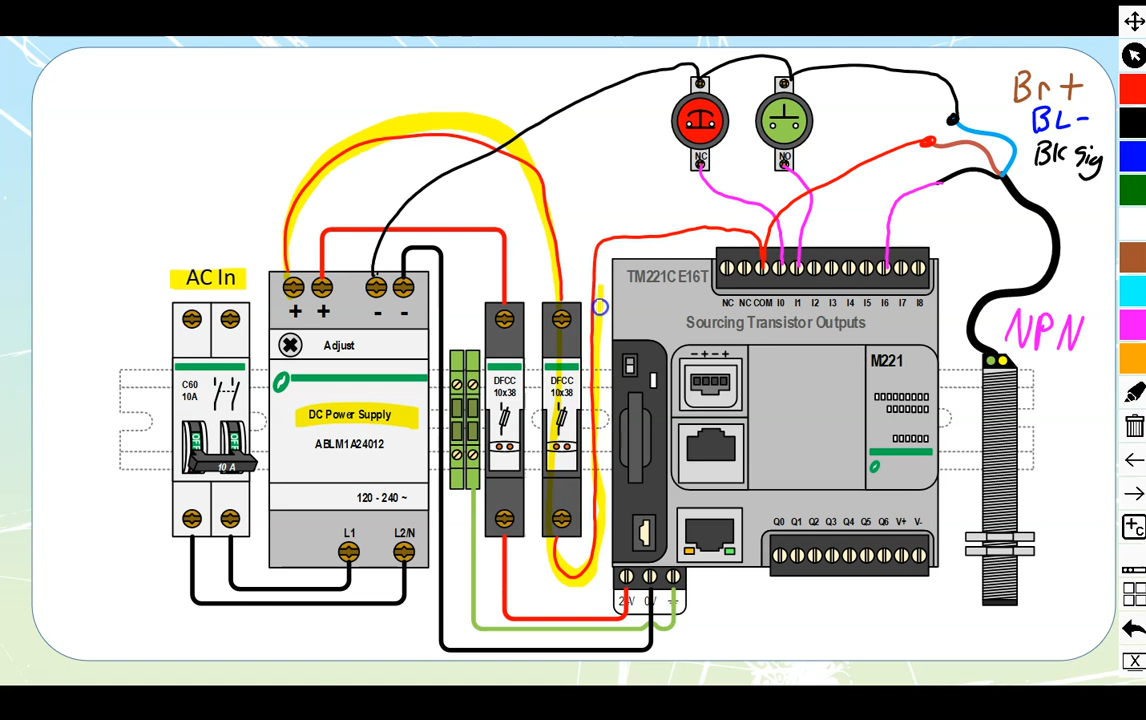 Br +
BL -
BK Sig
NC
NO
AC In
TM221CE16T
NC NC COM I0 I1 I2 I3 I4 I5 I6 I7 I8
Sourcing Transistor Outputs
NPN
+ + - -
Adjust
C60
10A
DC Power Supply
ABLM1A24012
DFCC
10x38
DFCC
10x38
- + - +
M221
OFF
OFF
10 A
120 - 240 ~
L1 L2/N
Q0 Q1 Q2 Q3 Q4 Q5 Q6 V+ V-
24V 0V